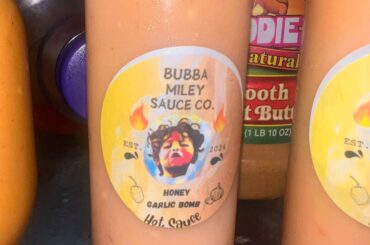 BUBBA
MILEY
SAUCE CO.
EST. 2024
HONEY
GARLIC BOMB
Hot Sauce
ODIE
Natural
ooth
t Butt
(1 LB 10 OZ)
EST.